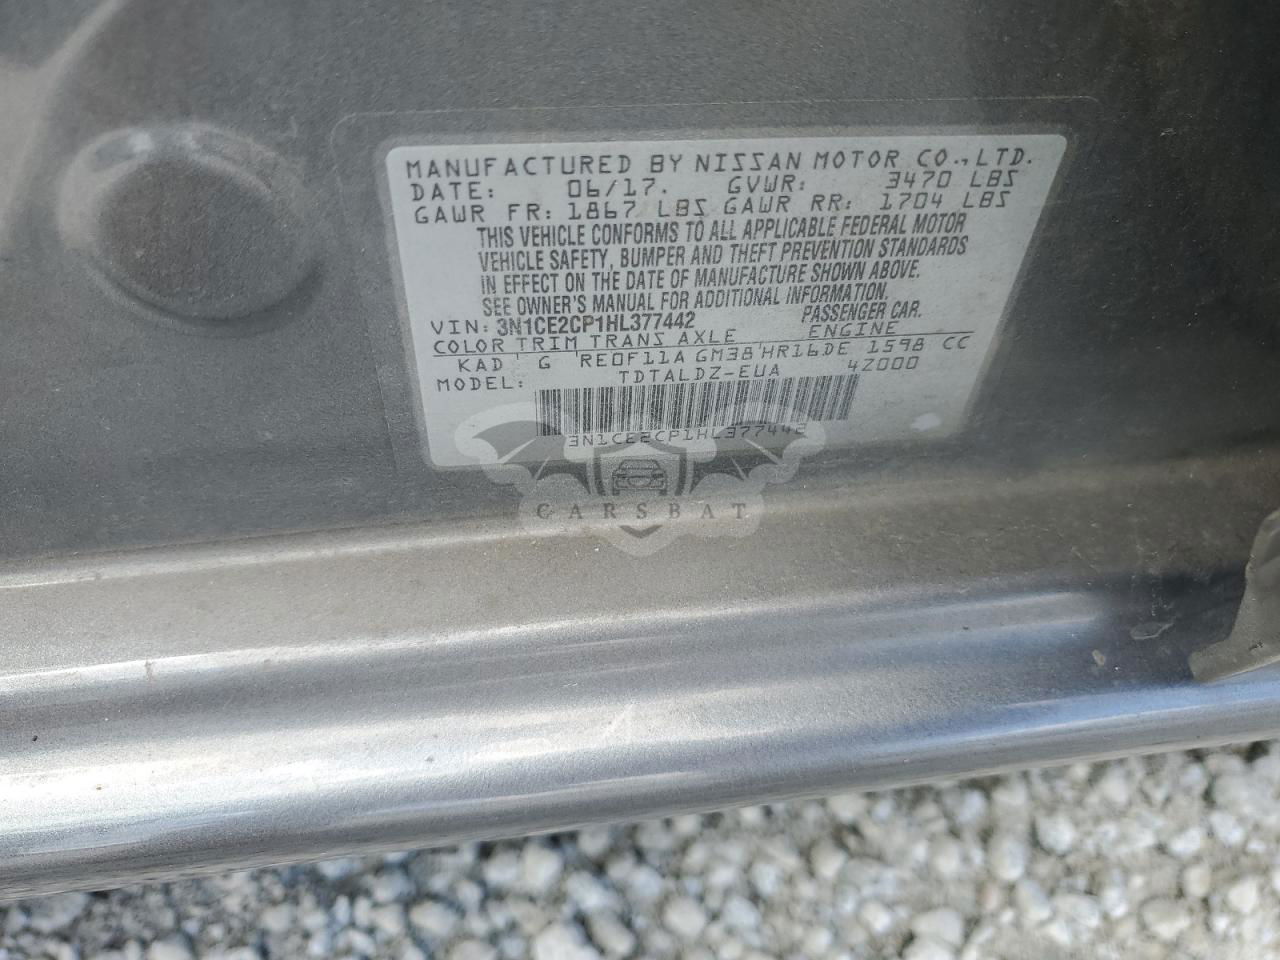 MANUFACTURED BY NISSAN MOTOR CO., LTD.
DATE: 06/17. GVWR: 3470 LBS
GAWR FR: 1867 LBS GAWR RR: 1704 LBS
THIS VEHICLE CONFORMS TO ALL APPLICABLE FEDERAL MOTOR
VEHICLE SAFETY, BUMPER AND THEFT PREVENTION STANDARDS
IN EFFECT ON THE DATE OF MANUFACTURE SHOWN ABOVE.
SEE OWNER'S MANUAL FOR ADDITIONAL INFORMATION.
VIN: 3N1CE2CP1HL377442 PASSENGER CAR.
COLOR TRIM TRANS AXLE ENGINE
KAD G RE0F11A GM38 HR16DE 1598 CC
MODEL: TDTALDZ-EUA 4Z000
3N1CE2CP1HL377442
CARSBAT